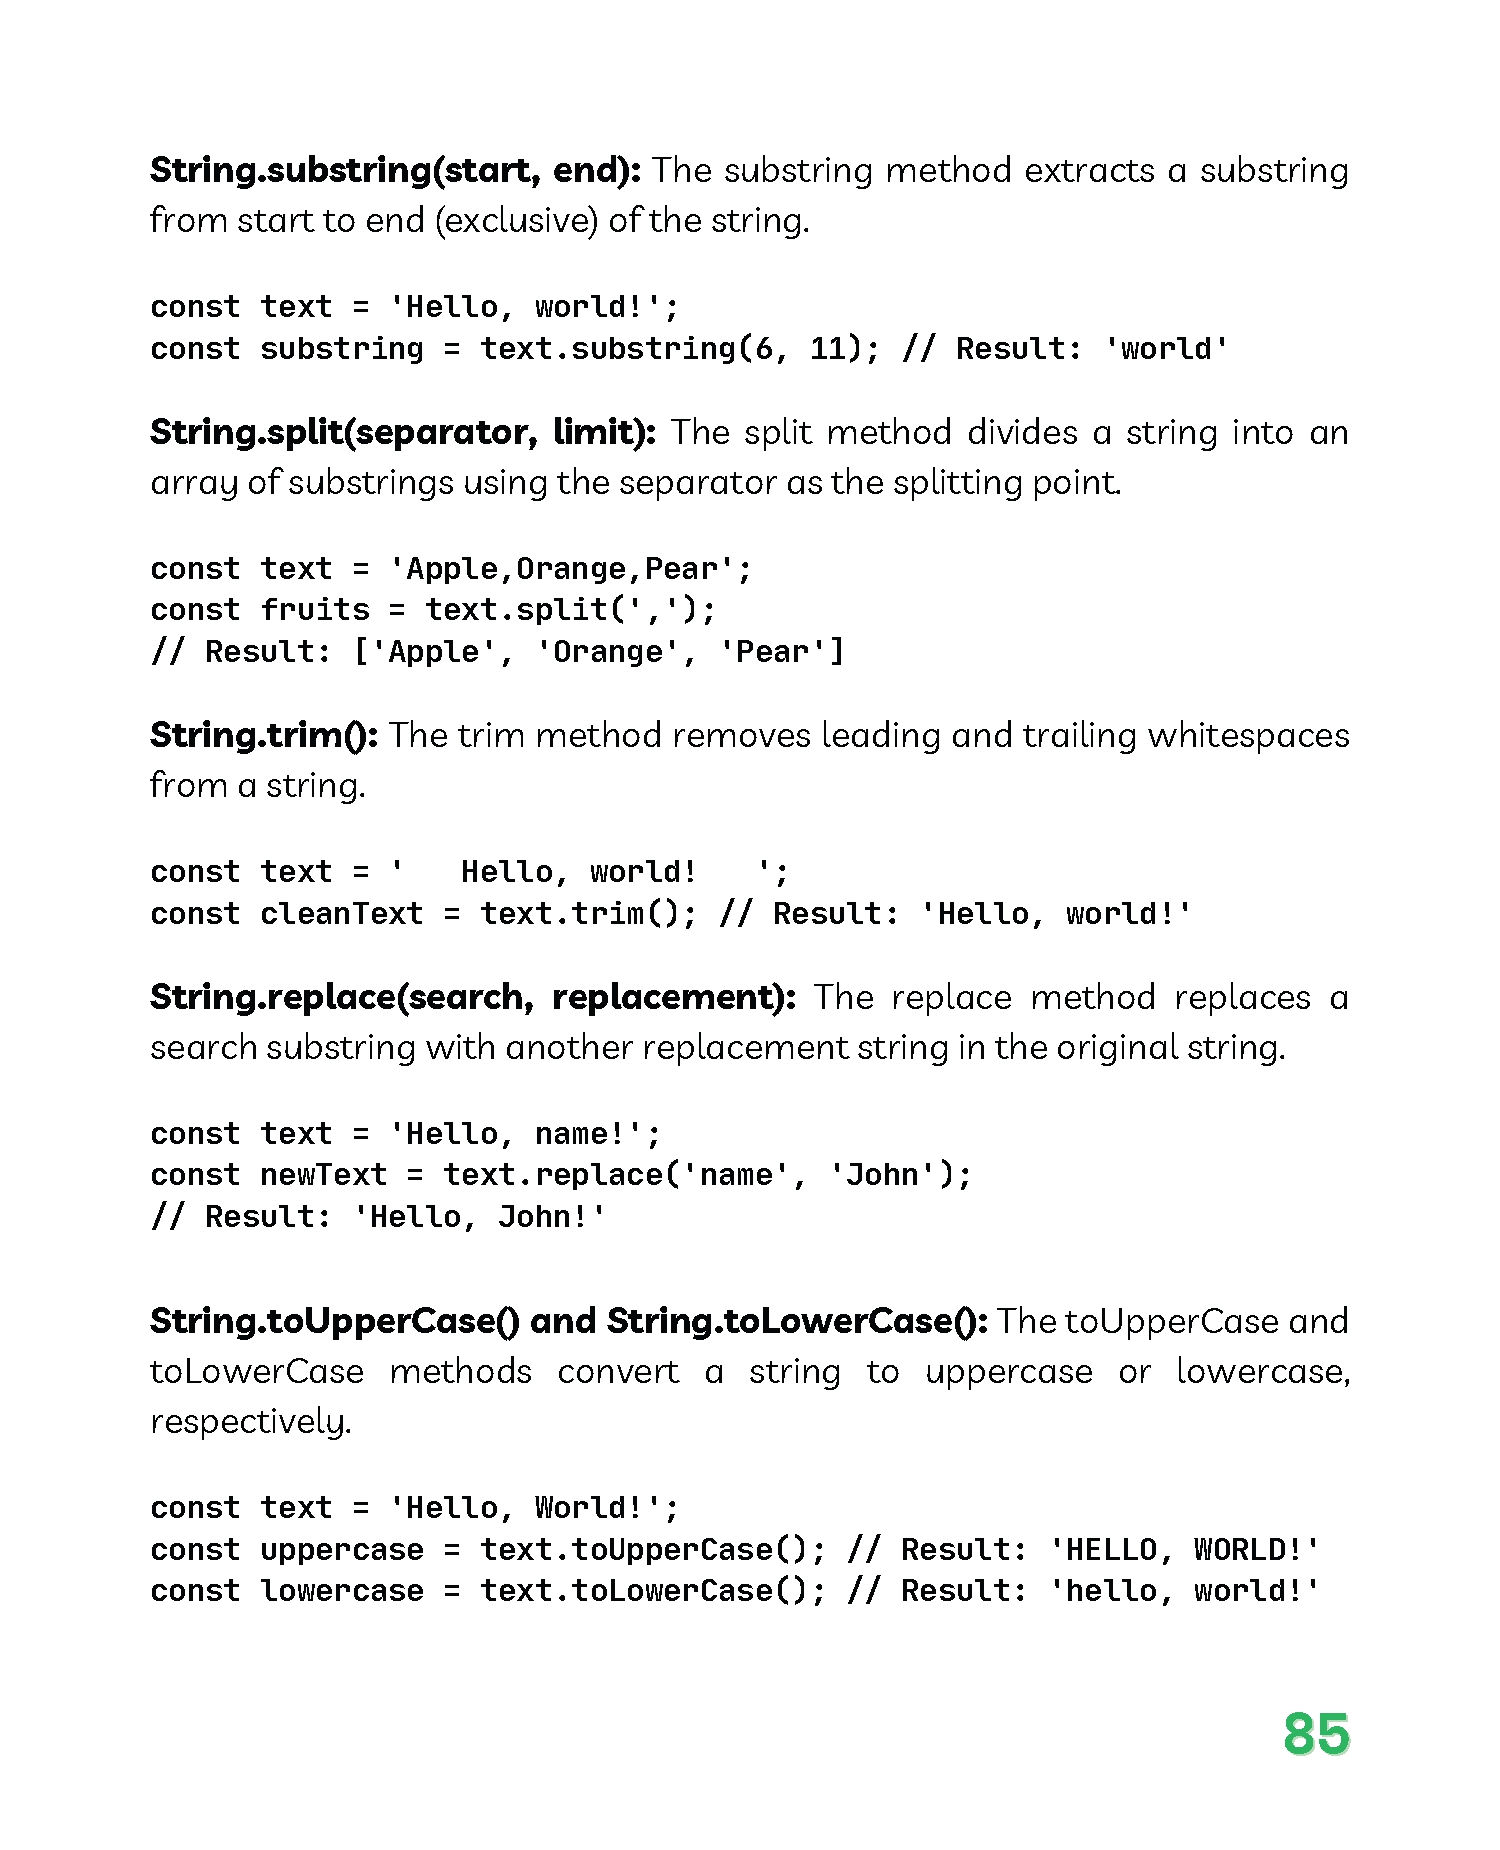 String.substring(start, end): The substring method extracts a substring
from start to end (exclusive) of the string.
const text = 'Hello, world!';
const substring = text.substring(6, 11); // Result: 'world'
String.split(separator, limit): The split method divides a string into an
array of substrings using the separator as the splitting point.
const text = 'Apple,Orange,Pear';
const fruits = text.split(',');
// Result: ['Apple', 'Orange', 'Pear']
String.trim(): The trim method removes leading and trailing whitespaces
from a string.
const text = '   Hello, world!   ';
const cleanText = text.trim(); // Result: 'Hello, world!'
String.replace(search, replacement): The replace method replaces a
search substring with another replacement string in the original string.
const text = 'Hello, name!';
const newText = text.replace('name', 'John');
// Result: 'Hello, John!'
String.toUpperCase() and String.toLowerCase(): The toUpperCase and
toLowerCase methods convert a string to uppercase or lowercase,
respectively.
const text = 'Hello, World!';
const uppercase = text.toUpperCase(); // Result: 'HELLO, WORLD!'
const lowercase = text.toLowerCase(); // Result: 'hello, world!'
85